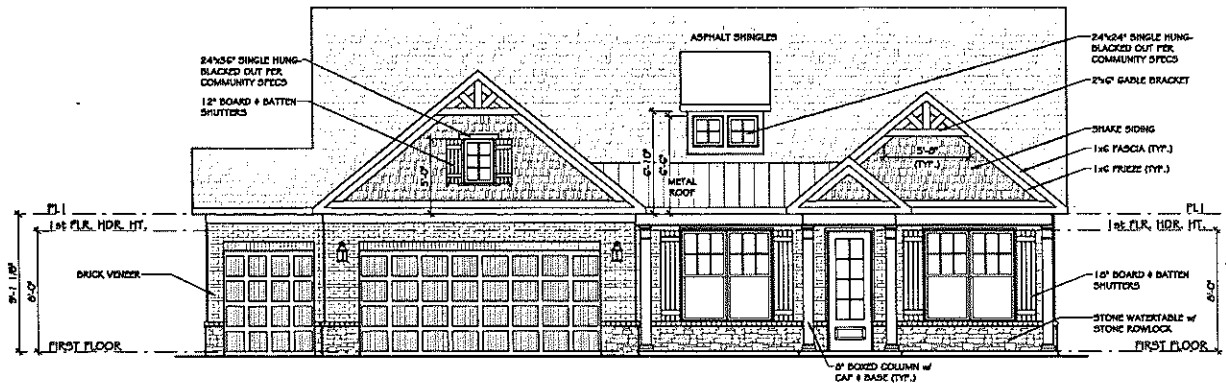 ASPHALT SHINGLES
24"x36" SINGLE HUNG
BLACKED OUT PER
COMMUNITY SPECS
12" BOARD & BATTEN
SHUTTERS
24"x24" SINGLE HUNG
BLACKED OUT PER
COMMUNITY SPECS
2"x6" GABLE BRACKET
SHAKE SIDING
1x6 FASCIA (TYP.)
1x6 FRIEZE (TYP.)
(TYP.)
METAL
ROOF
PL1
1st FLR. HDR. HT.
PL1
1st FLR. HDR. HT.
BRICK VENEER
8'-0"
8'-0"
STONE WATERTABLE w/
STONE ROWLOCK
FIRST FLOOR
FIRST FLOOR
8" BOXED COLUMN w/
CAP & BASE (TYP.)
BOARD & BATTEN
SHUTTERS